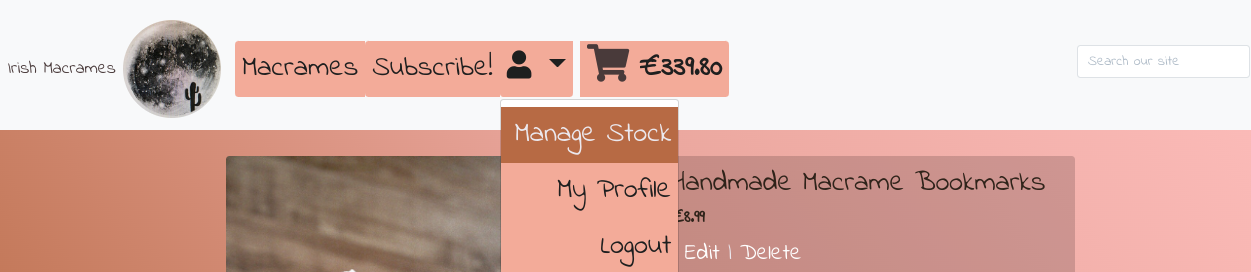 Irish Macrames
Macrames Subscribe! €339.80
Search our site
Manage Stock
My Profile
Logout
Handmade Macrame Bookmarks
€8.99
Edit | Delete